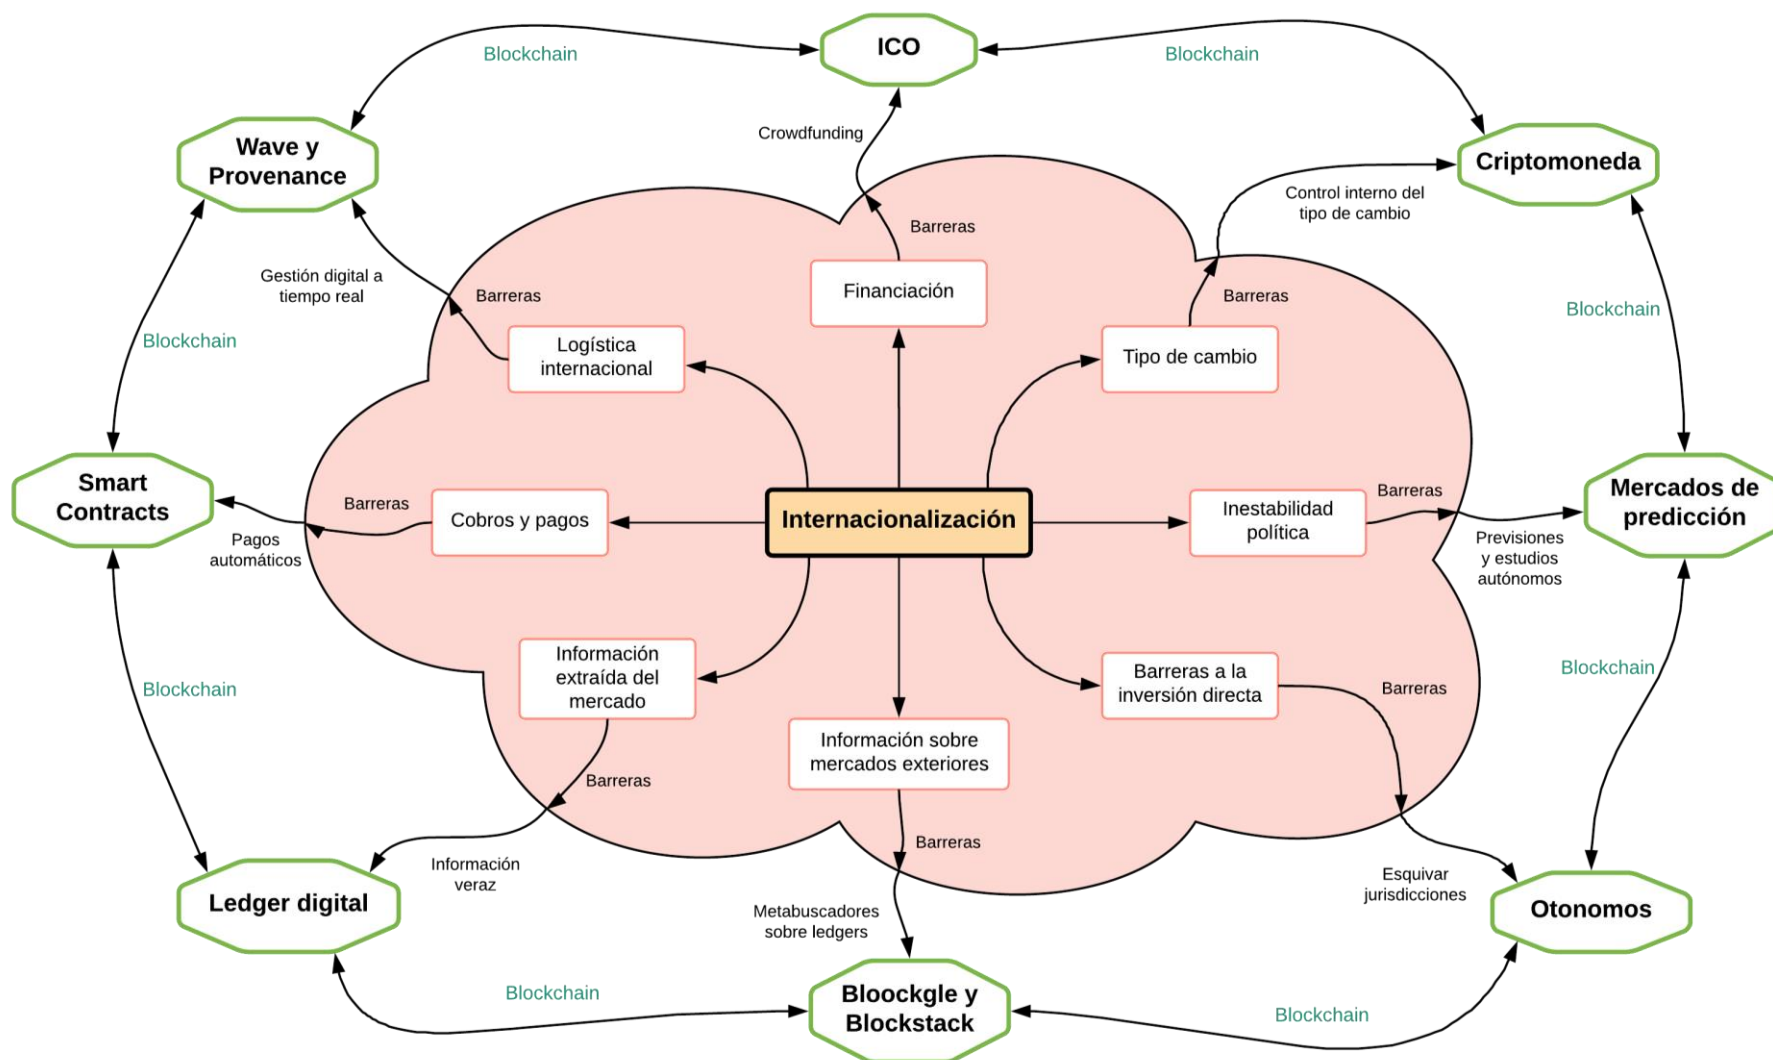 ICO
Blockchain
Blockchain
Crowdfunding
Wave y
Provenance
Criptomoneda
Control interno del
tipo de cambio
Barreras
Gestión digital a
tiempo real
Barreras
Financiación
Barreras
Blockchain
Logística
internacional
Tipo de cambio
Blockchain
Smart
Contracts
Barreras
Cobros y pagos
Internacionalización
Inestabilidad
política
Barreras
Mercados de
predicción
Pagos
automáticos
Previsiones
y estudios
autónomos
Blockchain
Información
extraída del
mercado
Barreras a la
inversión directa
Barreras
Blockchain
Información sobre
mercados exteriores
Barreras
Barreras
Información
veraz
Esquivar
jurisdicciones
Ledger digital
Metabuscadores
sobre ledgers
Otonomos
Blockchain
Bloockgle y
Blockstack
Blockchain